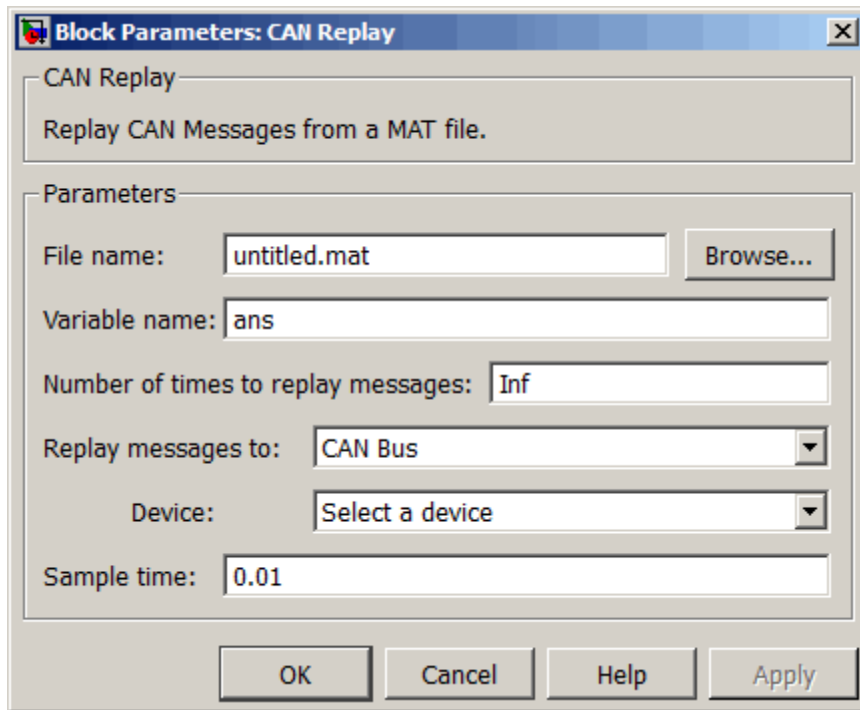 Block Parameters: CAN Replay
CAN Replay
Replay CAN Messages from a MAT file.
Parameters
File name: untitled.mat Browse...
Variable name: ans
Number of times to replay messages: Inf
Replay messages to: CAN Bus
Device: Select a device
Sample time: 0.01
OK Cancel Help Apply